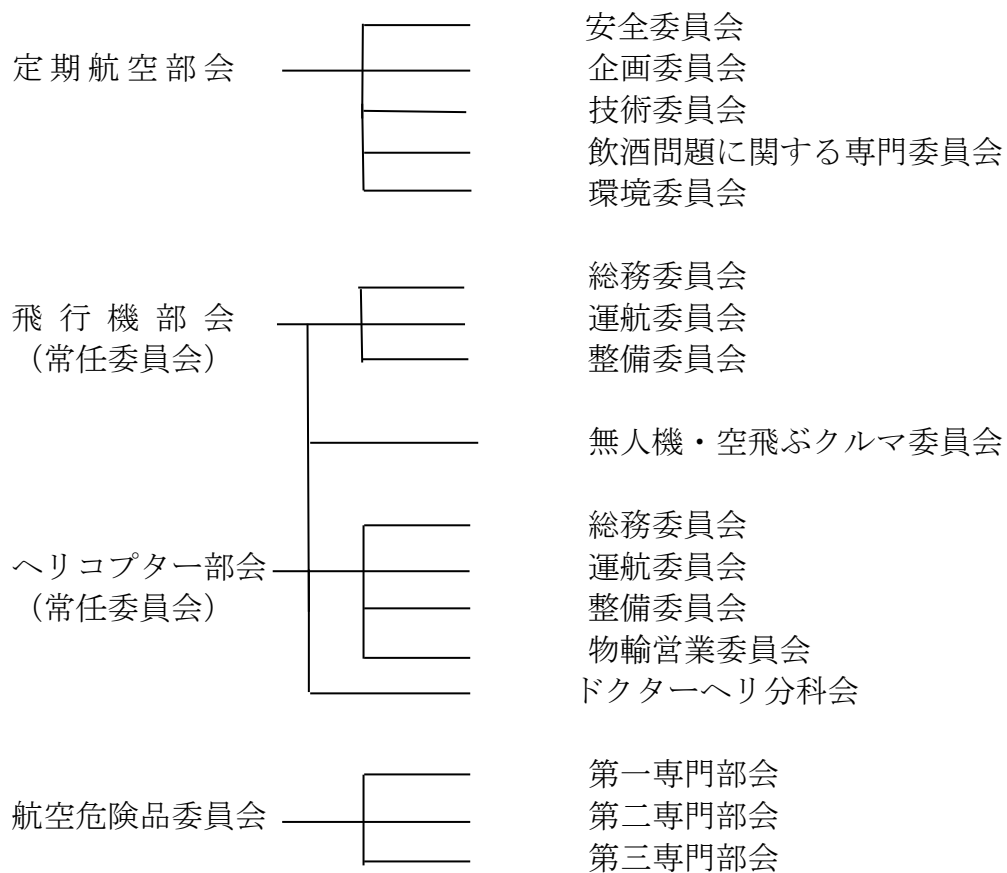 安全委員会
定期航空部会 企画委員会
技術委員会
飲酒問題に関する専門委員会
環境委員会
総務委員会
飛行機部会 運航委員会
（常任委員会） 整備委員会
無人機・空飛ぶクルマ委員会
総務委員会
ヘリコプター部会 運航委員会
（常任委員会） 整備委員会
物輸営業委員会
ドクターヘリ分科会
第一専門部会
航空危険品委員会 第二専門部会
第三専門部会